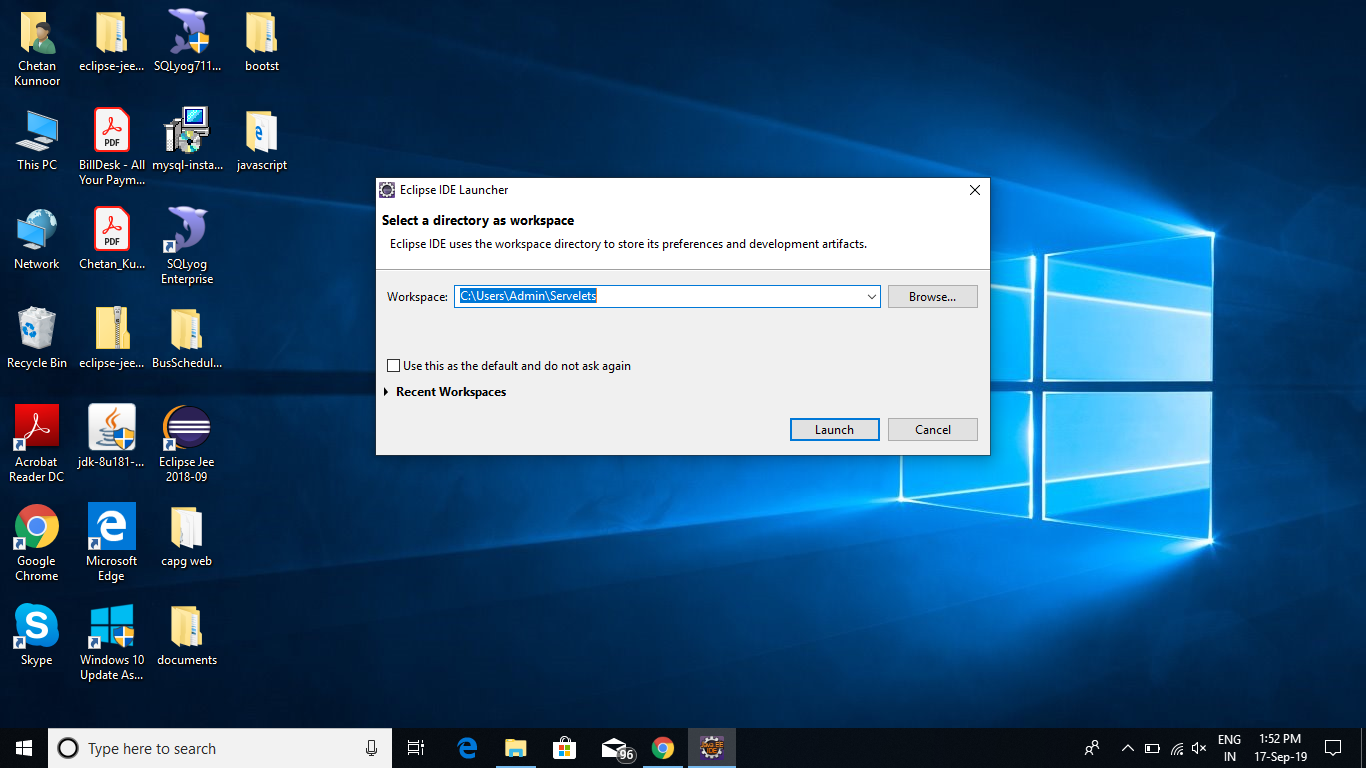 Chetan
Kunnoor
eclipse-jee...
SQLyog711...
bootst
This PC
PDF
BillDesk - All
Your Paym...
mysql-insta...
javascript
Network
PDF
Chetan_Ku...
SQLyog
Enterprise
Recycle Bin
eclipse-jee...
BusSchedul...
Acrobat
Reader DC
jdk-8u181-...
Eclipse Jee
2018-09
Google
Chrome
Microsoft
Edge
capg web
Skype
Windows 10
Update As...
documents
Eclipse IDE Launcher
Select a directory as workspace
Eclipse IDE uses the workspace directory to store its preferences and development artifacts.
Workspace: C:\Users\Admin\Servelets Browse...
Use this as the default and do not ask again
Recent Workspaces
Launch Cancel
Type here to search
96
Java EE
IDE
ENG
IN
1:52 PM
17-Sep-19